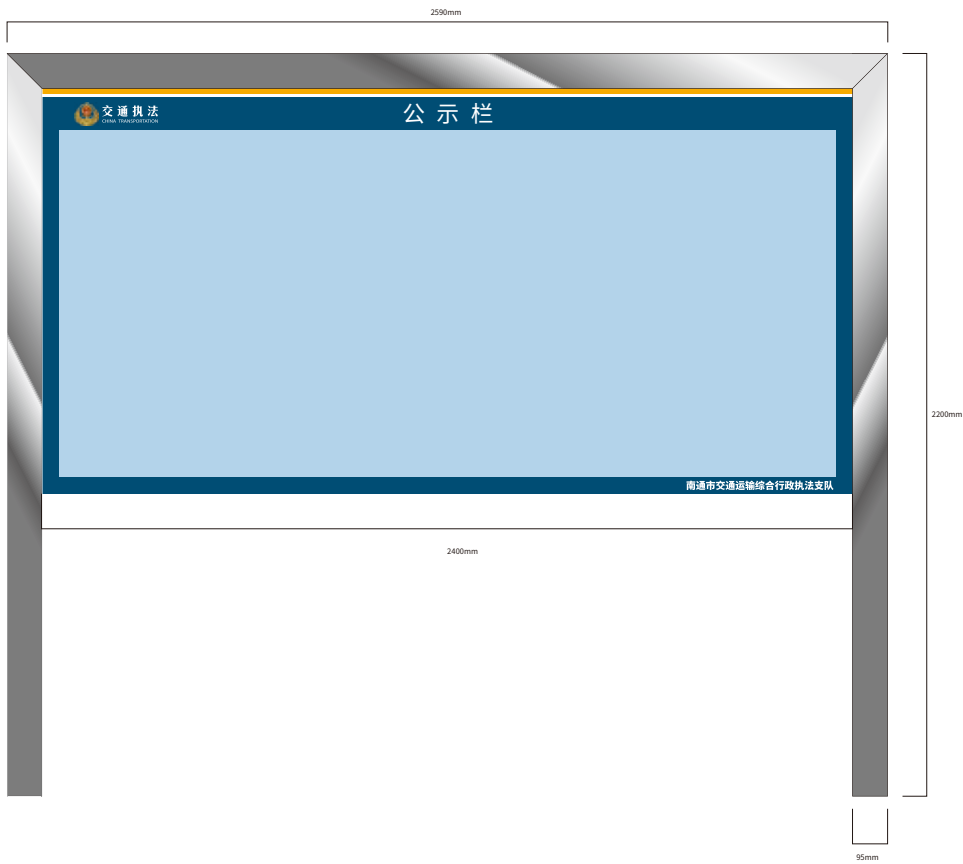 2590mm
交通执法
CHINA TRANSPORTATION
公示栏
2200mm
南通市交通运输综合行政执法支队
2400mm
95mm